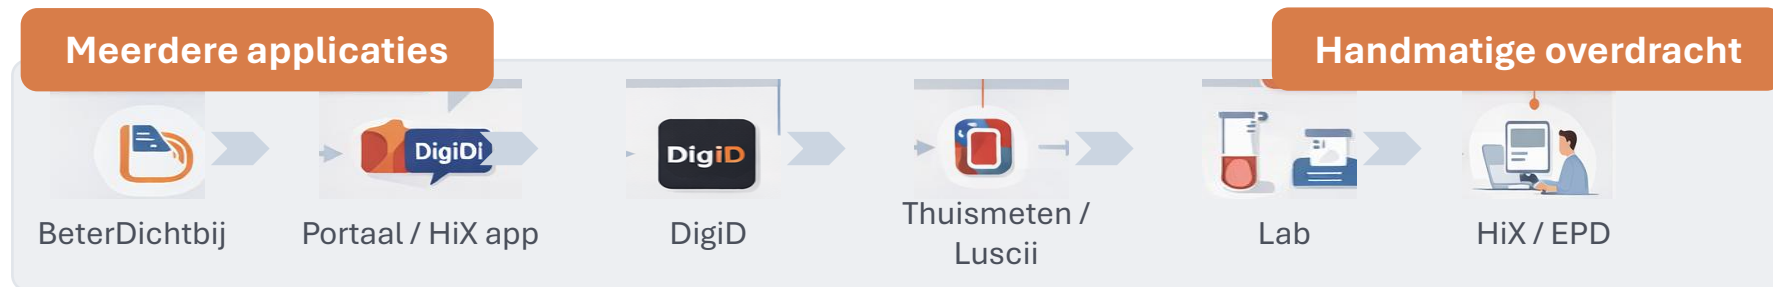 Meerdere applicaties
Handmatige overdracht
DigiDi
DigiD
BeterDichtbij
Portaal / HiX app
DigiD
Thuismeten /
Luscii
Lab
HiX / EPD